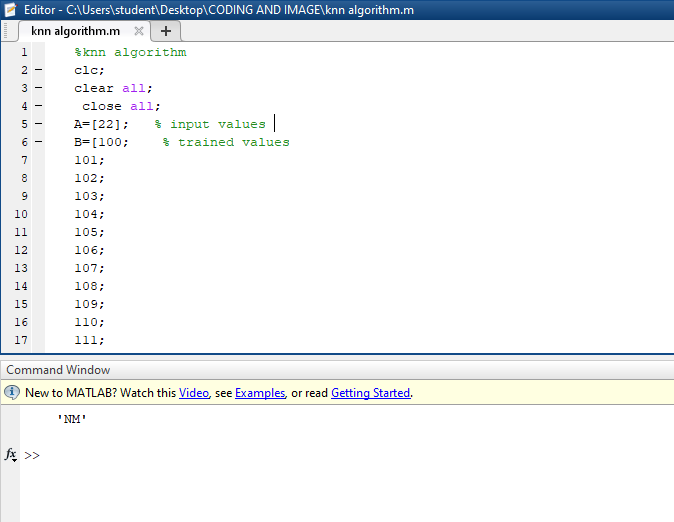 Editor - C:\Users\student\Desktop\CODING AND IMAGE\knn algorithm.m
knn algorithm.m × +
1 %knn algorithm
2 – clc;
3 – clear all;
4 – close all;
5 – A=[22]; % input values
6 – B=[100; % trained values
7 101;
8 102;
9 103;
10 104;
11 105;
12 106;
13 107;
14 108;
15 109;
16 110;
17 111;
Command Window
New to MATLAB? Watch this Video, see Examples, or read Getting Started.
'NM'
fx >>